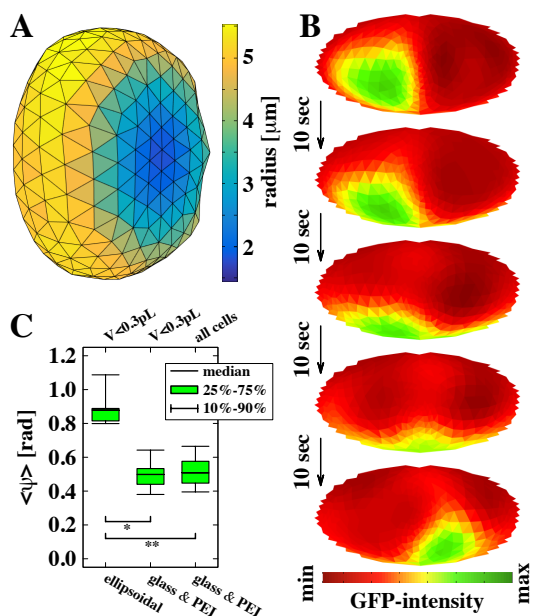 A
5
4
3
2
radius [µm]
B
10 sec
10 sec
10 sec
10 sec
min
max
GFP-intensity
C
V<0.3pL
V<0.3pL
all cells
1.2
1.0
0.8
0.6
0.4
0.2
0.0
<ψ> [rad]
median
25%-75%
10%-90%
*
**
ellipsoidal
glass & PEI
glass & PEI